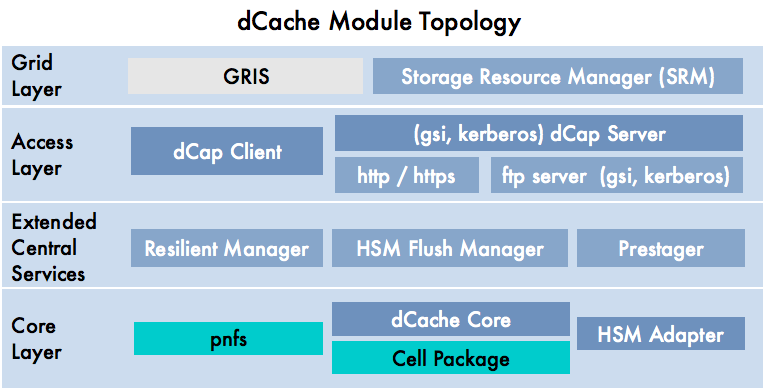 dCache Module Topology
Grid
Layer
GRIS
Storage Resource Manager (SRM)
Access
Layer
dCap Client
(gsi, kerberos) dCap Server
http / https
ftp server (gsi, kerberos)
Extended
Central
Services
Resilient Manager
HSM Flush Manager
Prestager
Core
Layer
pnfs
dCache Core
Cell Package
HSM Adapter